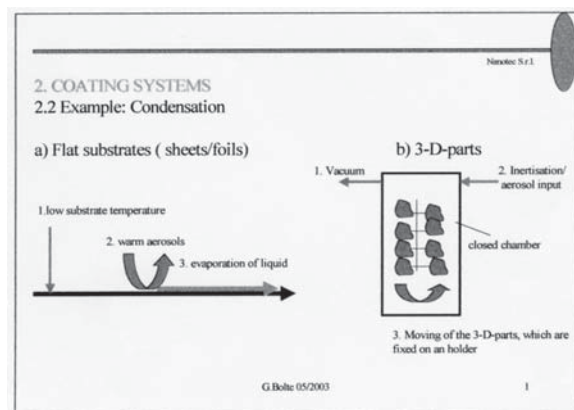 Nanotec S.r.l.
2. COATING SYSTEMS
2.2 Example: Condensation
a) Flat substrates ( sheets/foils)
b) 3-D-parts
1. Vacuum
2. Inertisation/
aerosol input
1.low substrate temperature
2. warm aerosols
3. evaporation of liquid
closed chamber
3. Moving of the 3-D-parts, which are
fixed on an holder
G.Bolte 05/2003
1